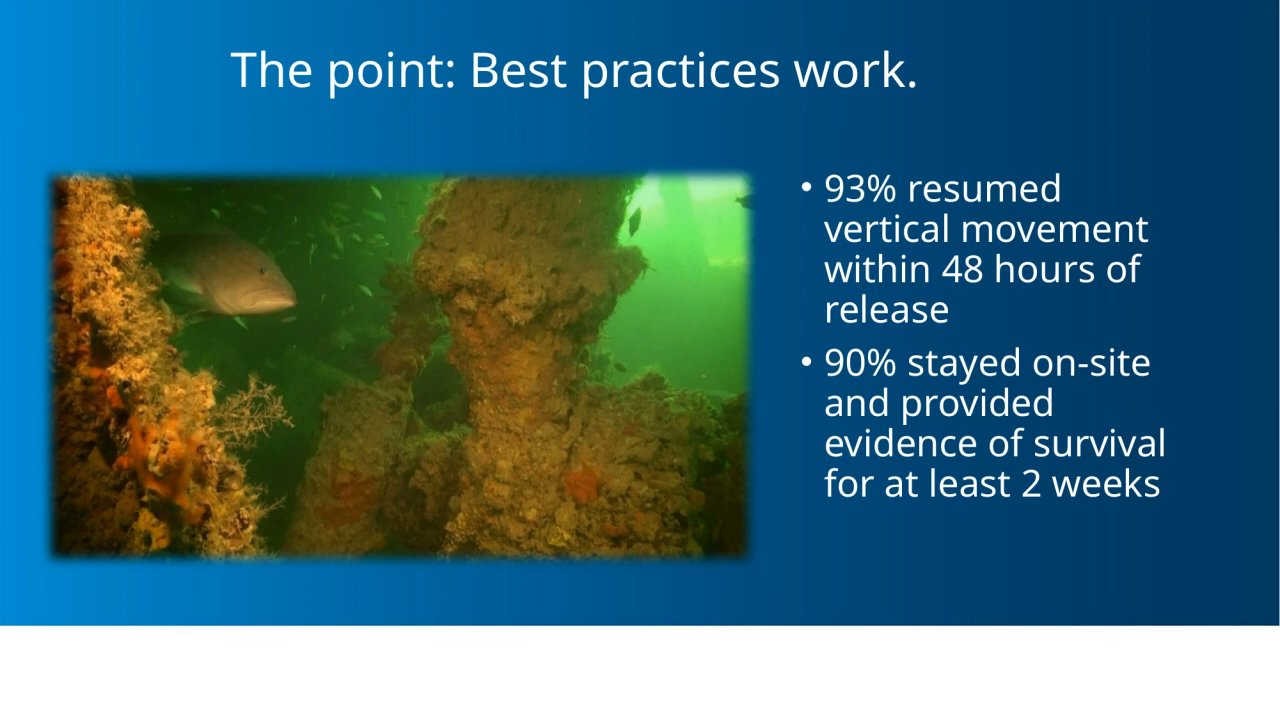 The point: Best practices work.
• 93% resumed
vertical movement
within 48 hours of
release
• 90% stayed on-site
and provided
evidence of survival
for at least 2 weeks